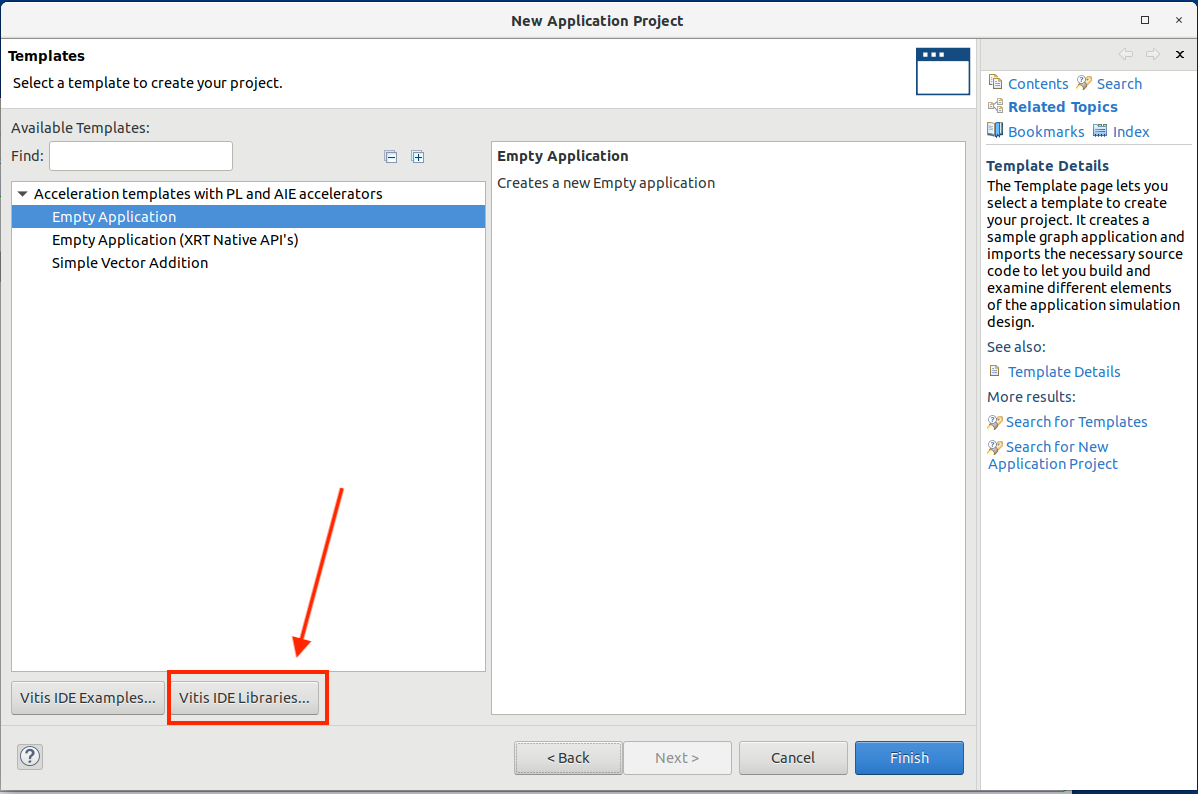 New Application Project
Templates
Select a template to create your project.
Available Templates:
Find:
Acceleration templates with PL and AIE accelerators
Empty Application
Empty Application (XRT Native API's)
Simple Vector Addition
Vitis IDE Examples...
Vitis IDE Libraries...
Empty Application
Creates a new Empty application
< Back
Next >
Cancel
Finish
Contents
Search
Related Topics
Bookmarks
Index
Template Details
The Template page lets you
select a template to create
your project. It creates a
sample graph application and
imports the necessary source
code to let you build and
examine different elements
of the application simulation
design.
See also:
Template Details
More results:
Search for Templates
Search for New
Application Project